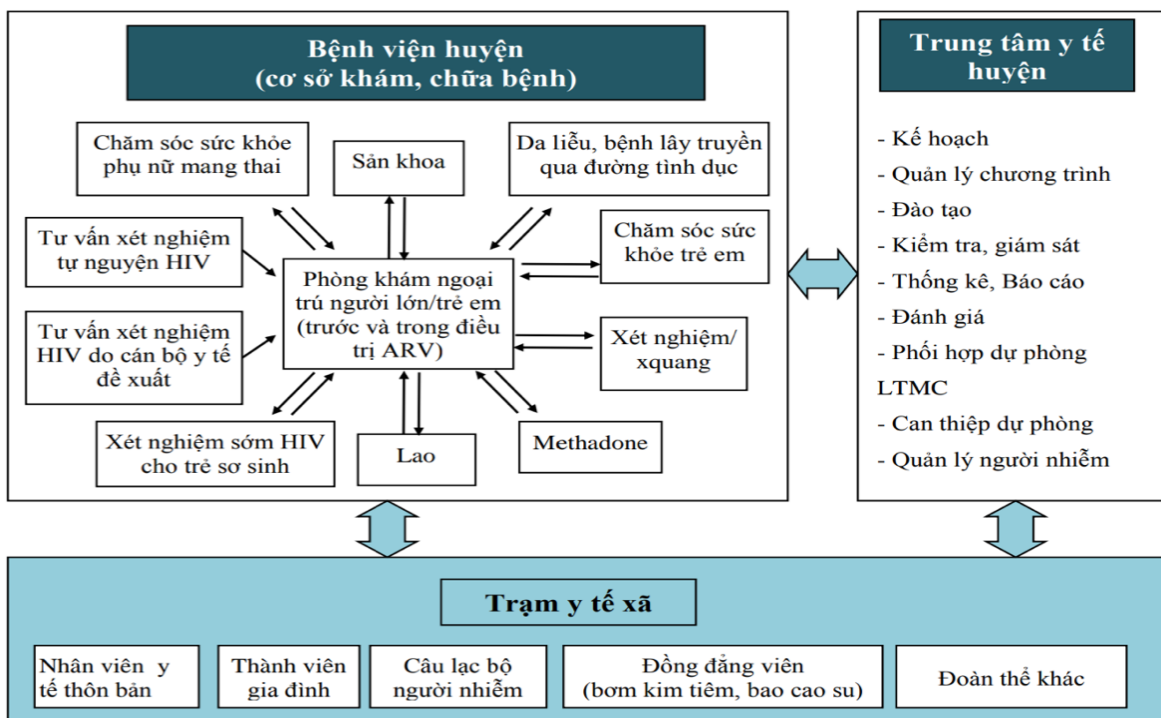 Bệnh viện huyện
(cơ sở khám, chữa bệnh)
Chăm sóc sức khỏe
phụ nữ mang thai
Sản khoa
Da liễu, bệnh lây truyền
qua đường tình dục
Tư vấn xét nghiệm
tự nguyện HIV
Chăm sóc sức
khỏe trẻ em
Phòng khám ngoại
trú người lớn/trẻ em
(trước và trong điều
trị ARV)
Tư vấn xét nghiệm
HIV do cán bộ y tế
đề xuất
Xét nghiệm/
xquang
Xét nghiệm sớm HIV
cho trẻ sơ sinh
Lao
Methadone
Trung tâm y tế
huyện
- Kế hoạch
- Quản lý chương trình
- Đào tạo
- Kiểm tra, giám sát
- Thống kê, Báo cáo
- Đánh giá
- Phối hợp dự phòng
LTMC
- Can thiệp dự phòng
- Quản lý người nhiễm
Trạm y tế xã
Nhân viên y
tế thôn bản
Thành viên
gia đình
Câu lạc bộ
người nhiễm
Đồng đẳng viên
(bơm kim tiêm, bao cao su)
Đoàn thể khác